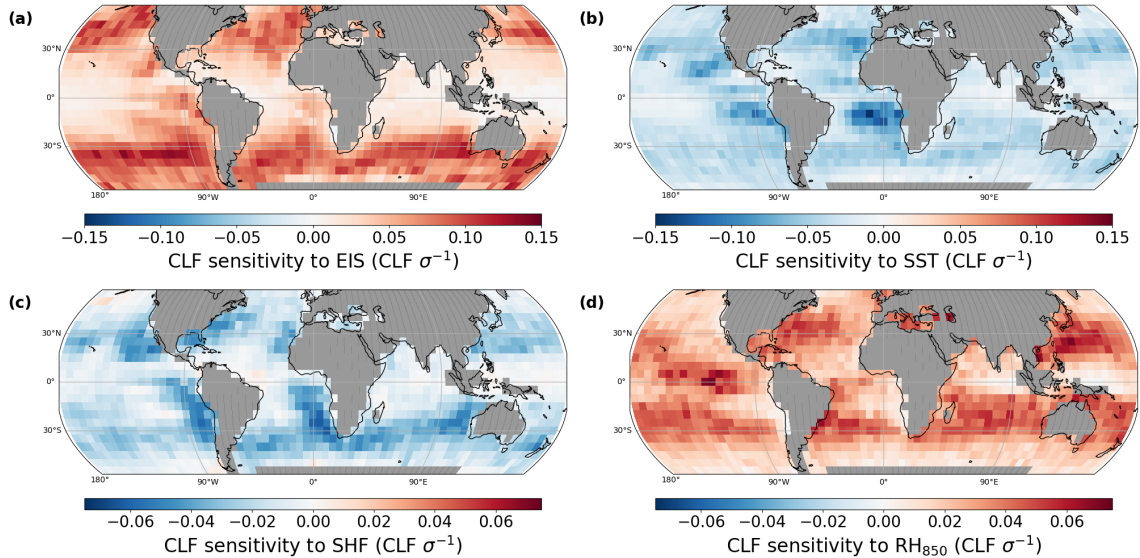 (a)
30°N
0°
30°S
180°
90°W
0°
90°E
−0.15 −0.10 −0.05 0.00 0.05 0.10 0.15
CLF sensitivity to EIS (CLF σ⁻¹)
(b)
30°N
0°
30°S
180°
90°W
0°
90°E
−0.15 −0.10 −0.05 0.00 0.05 0.10 0.15
CLF sensitivity to SST (CLF σ⁻¹)
(c)
30°N
0°
30°S
180°
90°W
0°
90°E
−0.06 −0.04 −0.02 0.00 0.02 0.04 0.06
CLF sensitivity to SHF (CLF σ⁻¹)
(d)
30°N
0°
30°S
180°
90°W
0°
90°E
−0.06 −0.04 −0.02 0.00 0.02 0.04 0.06
CLF sensitivity to RH₈₅₀ (CLF σ⁻¹)